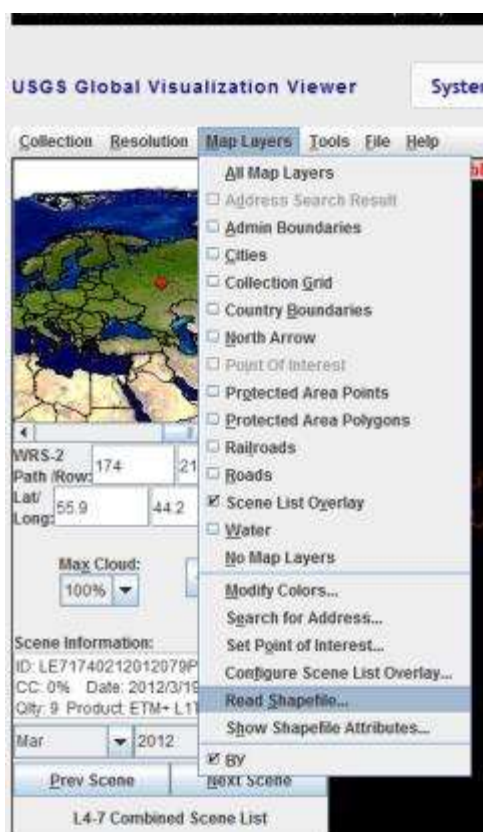 USGS Global Visualization Viewer
Collection Resolution Map Layers Tools File Help
All Map Layers
Address Search Result
Admin Boundaries
Cities
Collection Grid
Country Boundaries
North Arrow
Point Of Interest
Protected Area Points
Protected Area Polygons
Railroads
Roads
Scene List Overlay
Water
No Map Layers
Modify Colors...
Search for Address...
Set Point of Interest...
Configure Scene List Overlay...
Read Shapefile...
Show Shapefile Attributes...
BY
WRS-2
Path /Row: 174 21
Lat/
Long: 55.9 44.2
Max Cloud:
100%
Scene Information:
ID: LE71740212012079P
CC: 0% Date: 2012/3/19
Qlty: 9 Product: ETM+ L1T
Mar 2012
Prev Scene Next Scene
L4-7 Combined Scene List